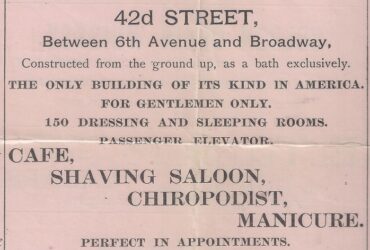 42d STREET,
Between 6th Avenue and Broadway,
Constructed from the ground up, as a bath exclusively.
THE ONLY BUILDING OF ITS KIND IN AMERICA.
FOR GENTLEMEN ONLY.
150 DRESSING AND SLEEPING ROOMS.
PASSENGER ELEVATOR.
CAFE,
SHAVING SALOON,
CHIROPODIST,
MANICURE.
PERFECT IN APPOINTMENTS.